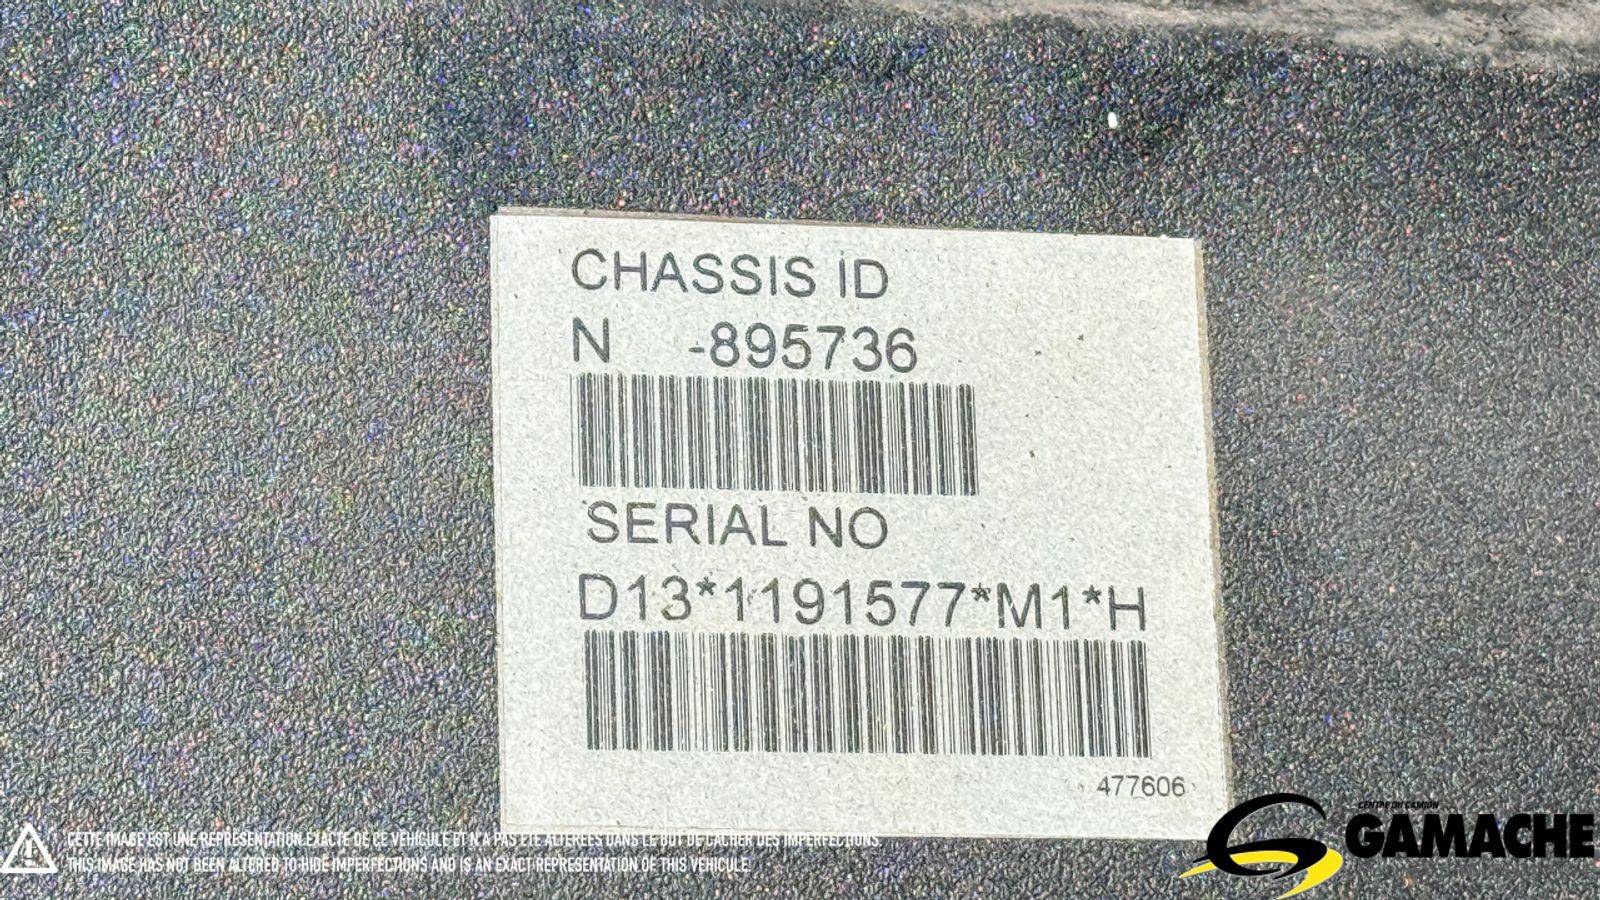 CHASSIS ID
N -895736
SERIAL NO
D13*1191577*M1*H
477606
CETTE IMAGE EST UNE REPRÉSENTATION EXACTE DE CE VÉHICULE ET N'A PAS ÉTÉ ALTÉRÉES DANS LE BUT DE CACHER DES IMPERFECTIONS.
THIS IMAGE HAS NOT BEEN ALTERED TO HIDE IMPERFECTIONS AND IS AN EXACT REPRESENTATION OF THIS VEHICULE.
CENTRE DU CAMION
GAMACHE